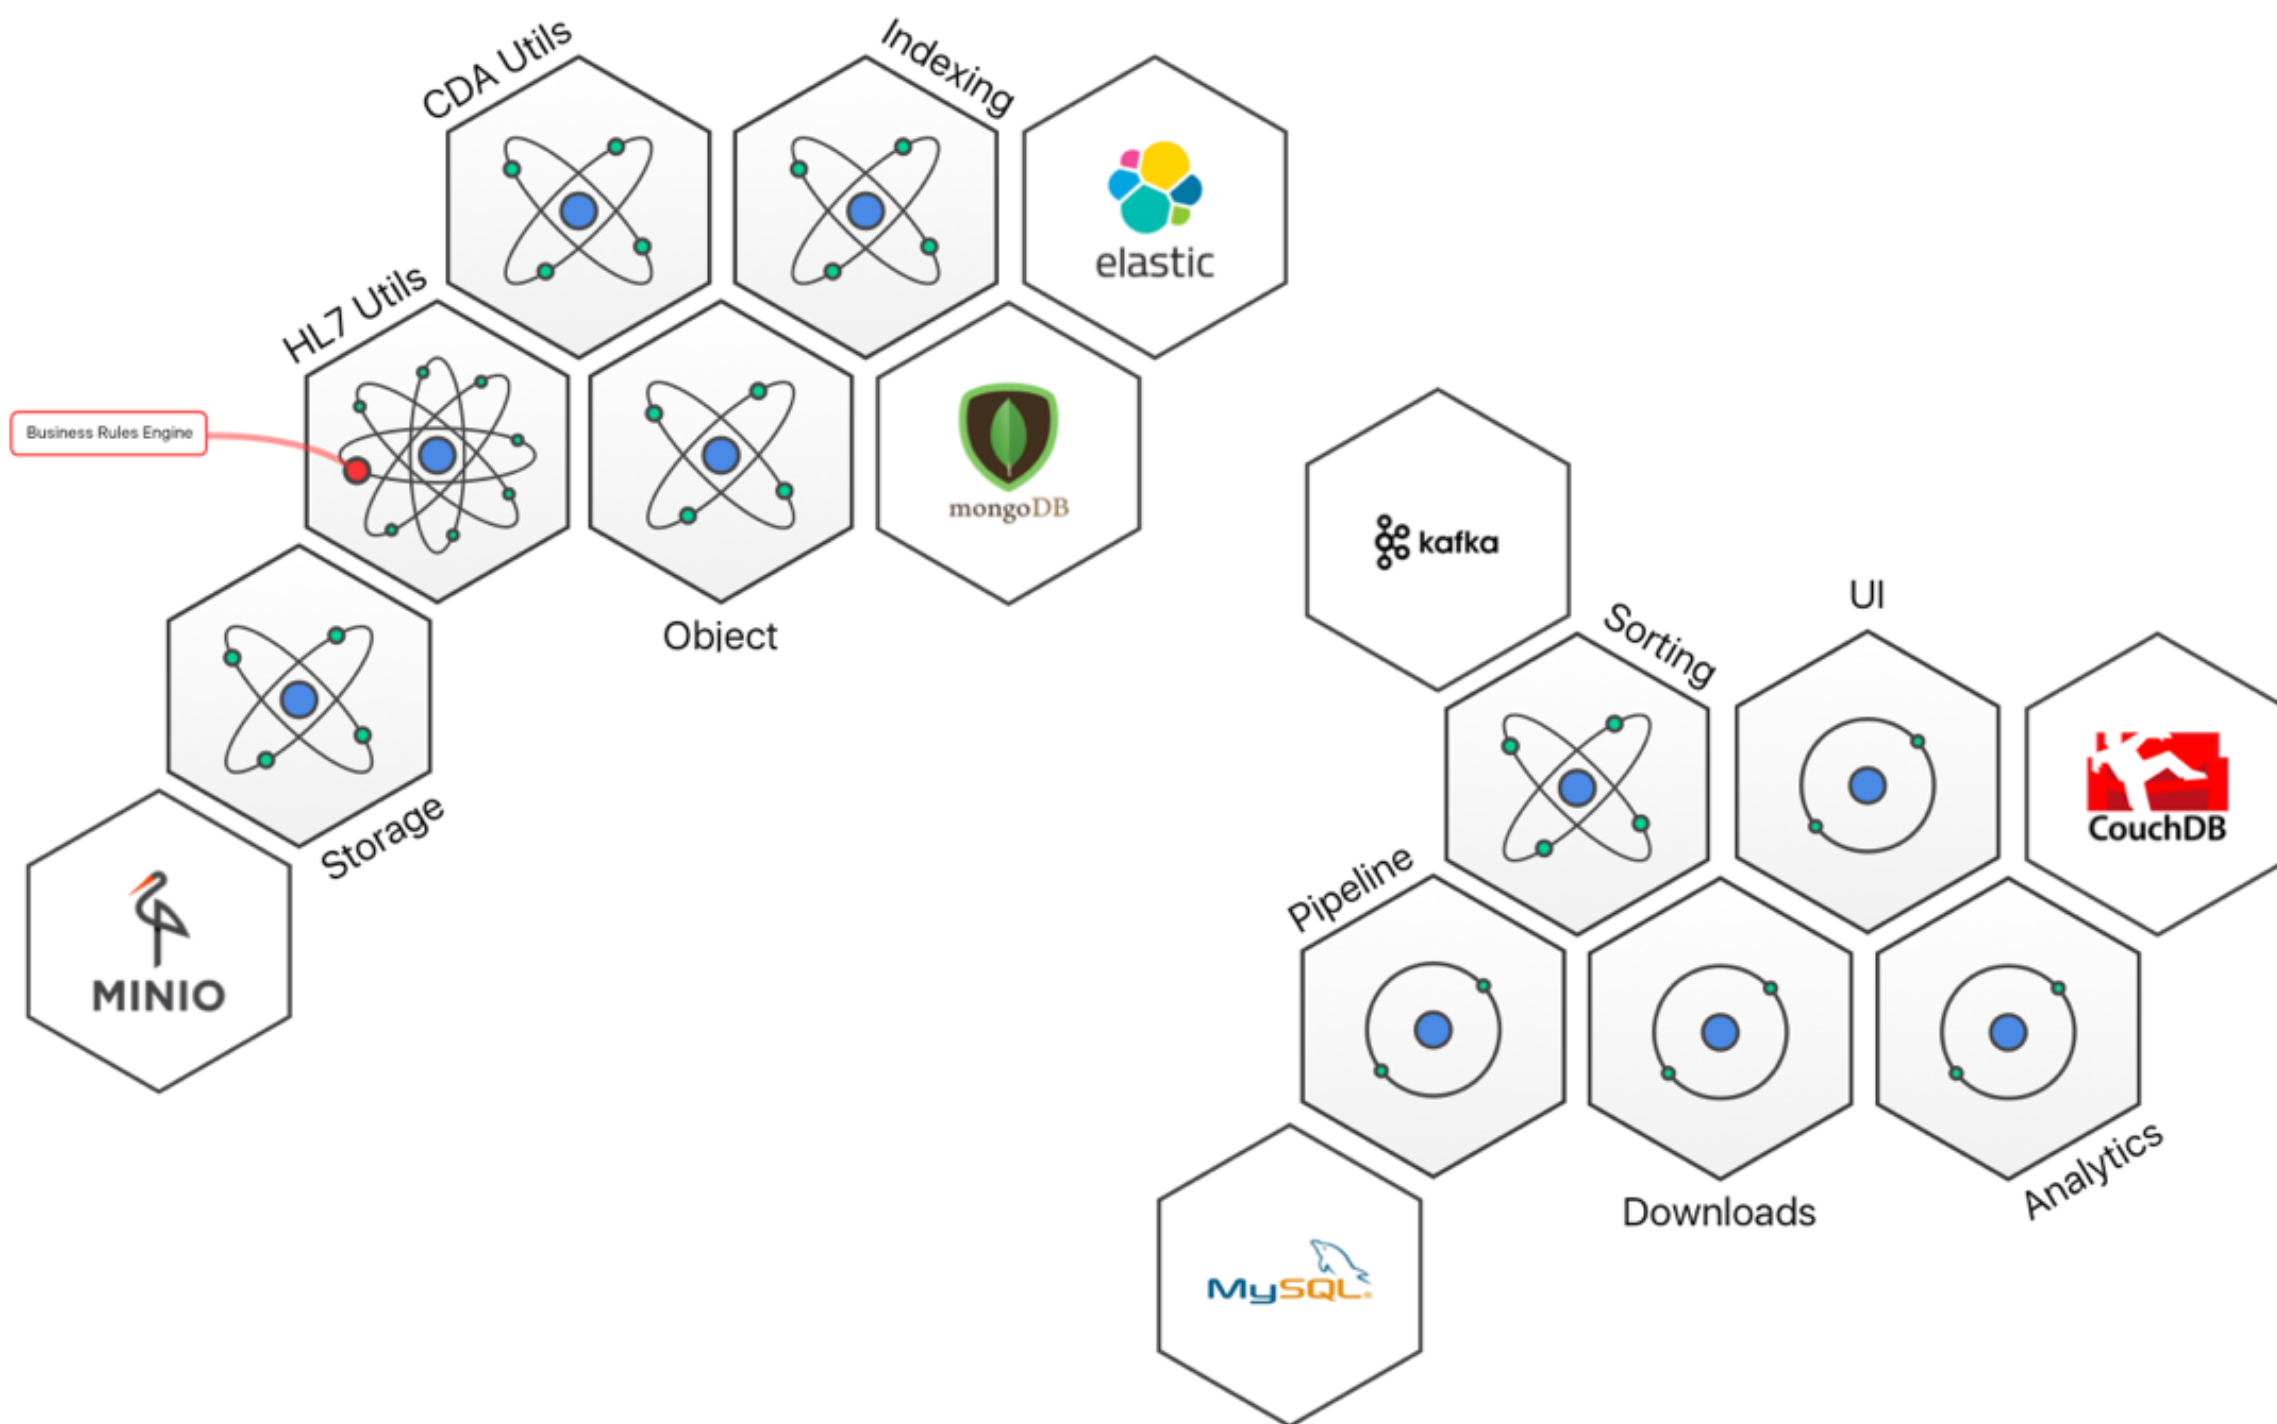 CDA Utils
Indexing
elastic
HL7 Utils
Business Rules Engine
mongoDB
Object
kafka
Sorting
UI
CouchDB
Storage
MINIO
Pipeline
Downloads
Analytics
MySQL®